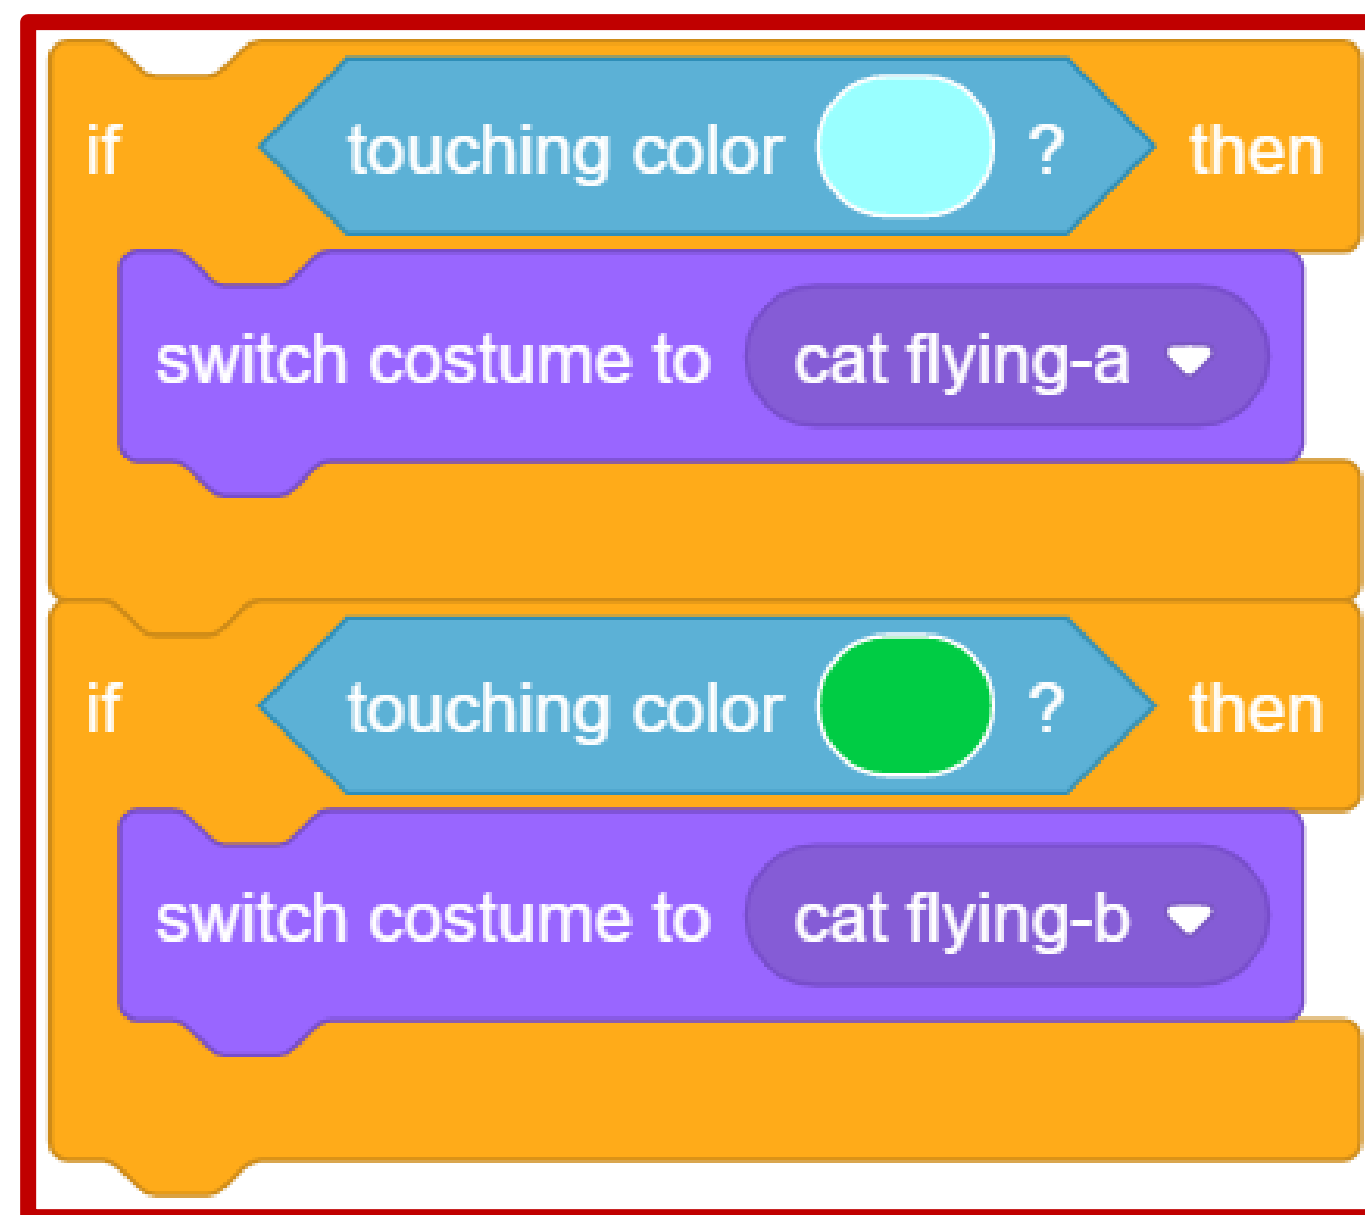 if touching color ? then
switch costume to cat flying-a
if touching color ? then
switch costume to cat flying-b